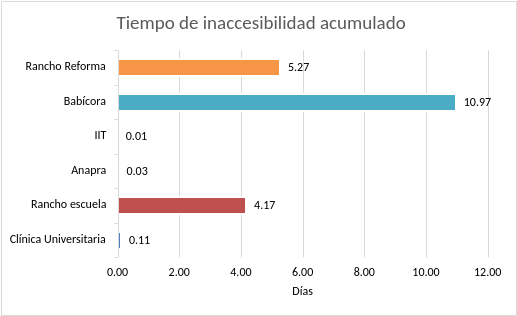 Tiempo de inaccesibilidad acumulado
Rancho Reforma 5.27
Babícora 10.97
IIT 0.01
Anapra 0.03
Rancho escuela 4.17
Clínica Universitaria 0.11
0.00 2.00 4.00 6.00 8.00 10.00 12.00
Días